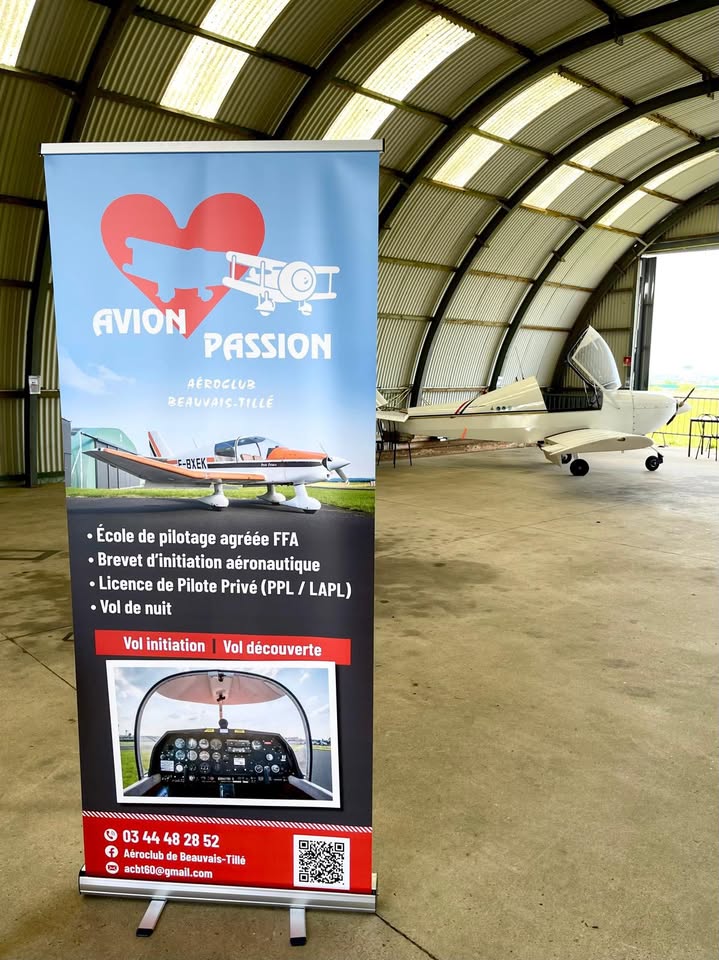 AVION
PASSION
AÉROCLUB
BEAUVAIS-TILLÉ
F-BXEK
• École de pilotage agréée FFA
• Brevet d'initiation aéronautique
• Licence de Pilote Privé (PPL / LAPL)
• Vol de nuit
Vol initiation | Vol découverte
03 44 48 28 52
Aéroclub de Beauvais-Tillé
acbt60@gmail.com